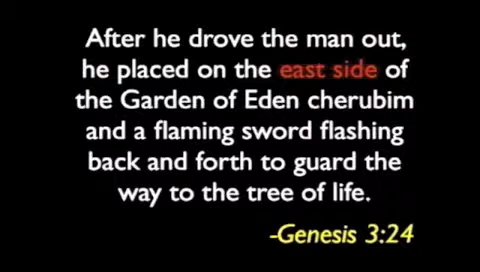 After he drove the man out,
he placed on the east side of
the Garden of Eden cherubim
and a flaming sword flashing
back and forth to guard the
way to the tree of life.
-Genesis 3:24